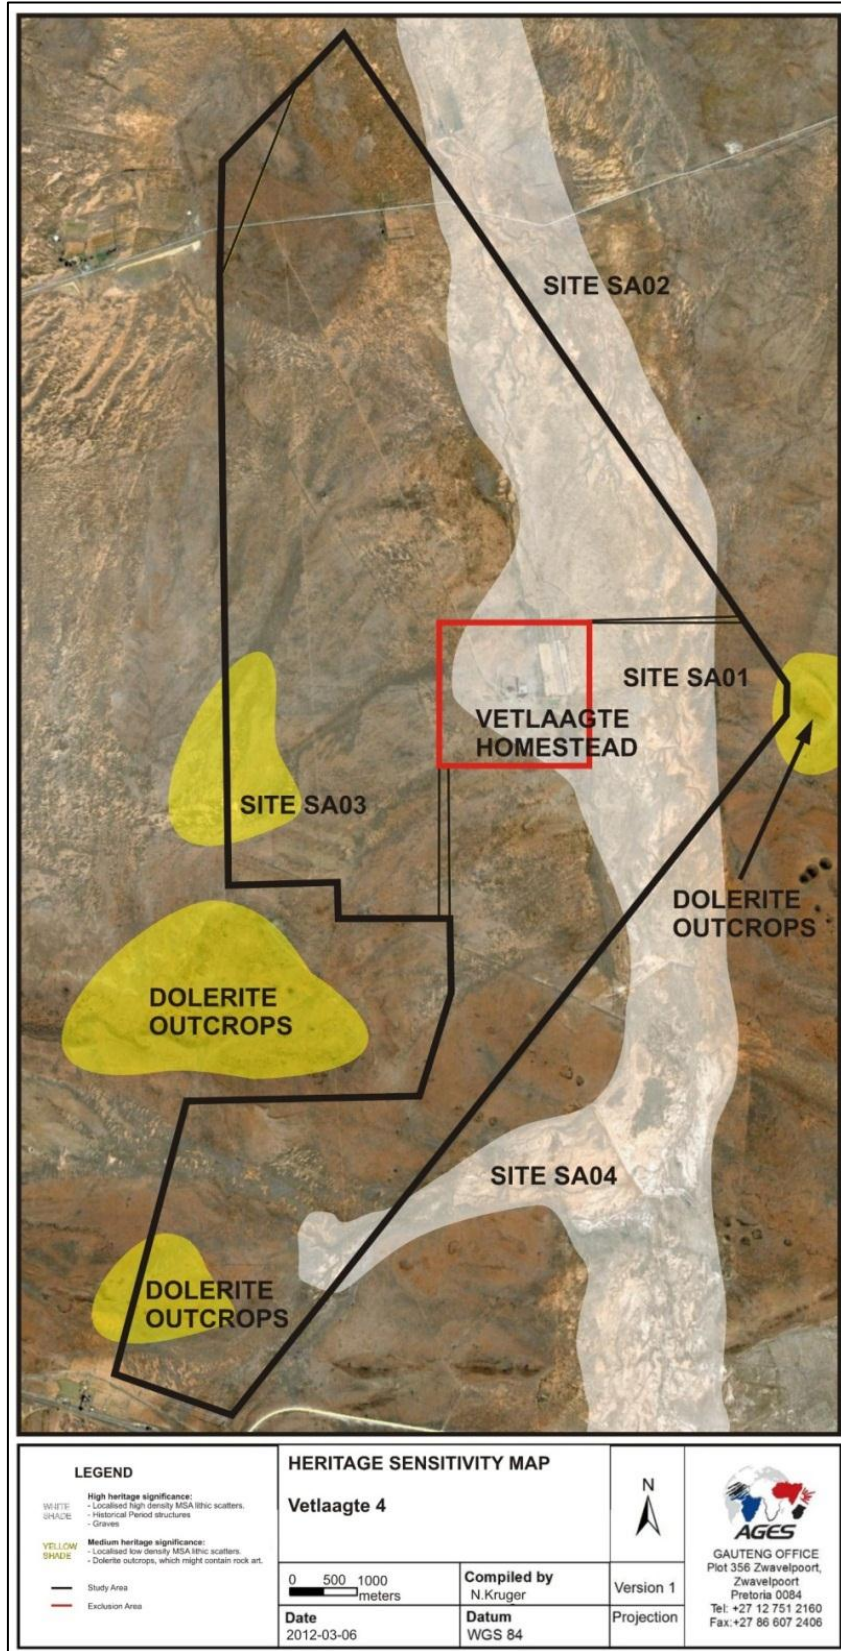 SITE SA02
SITE SA01
VETLAAGTE
HOMESTEAD
SITE SA03
DOLERITE
OUTCROPS
DOLERITE
OUTCROPS
SITE SA04
DOLERITE
OUTCROPS
LEGEND
WHITE
SHADE
High heritage significance:
- Localised high density MSA lithic scatters.
- Historical Period structures
- Graves
YELLOW
SHADE
Medium heritage significance:
- Localised low density MSA lithic scatters.
- Dolerite outcrops, which might contain rock art.
Study Area
Exclusion Area
HERITAGE SENSITIVITY MAP
Vetlaagte 4
0 500 1000
meters
Date
2012-03-06
Compiled by
N.Kruger
Datum
WGS 84
N
Version 1
Projection
AGES
GAUTENG OFFICE
Plot 356 Zwavelpoort,
Zwavelpoort
Pretoria 0084
Tel: +27 12 751 2160
Fax:+27 86 607 2406